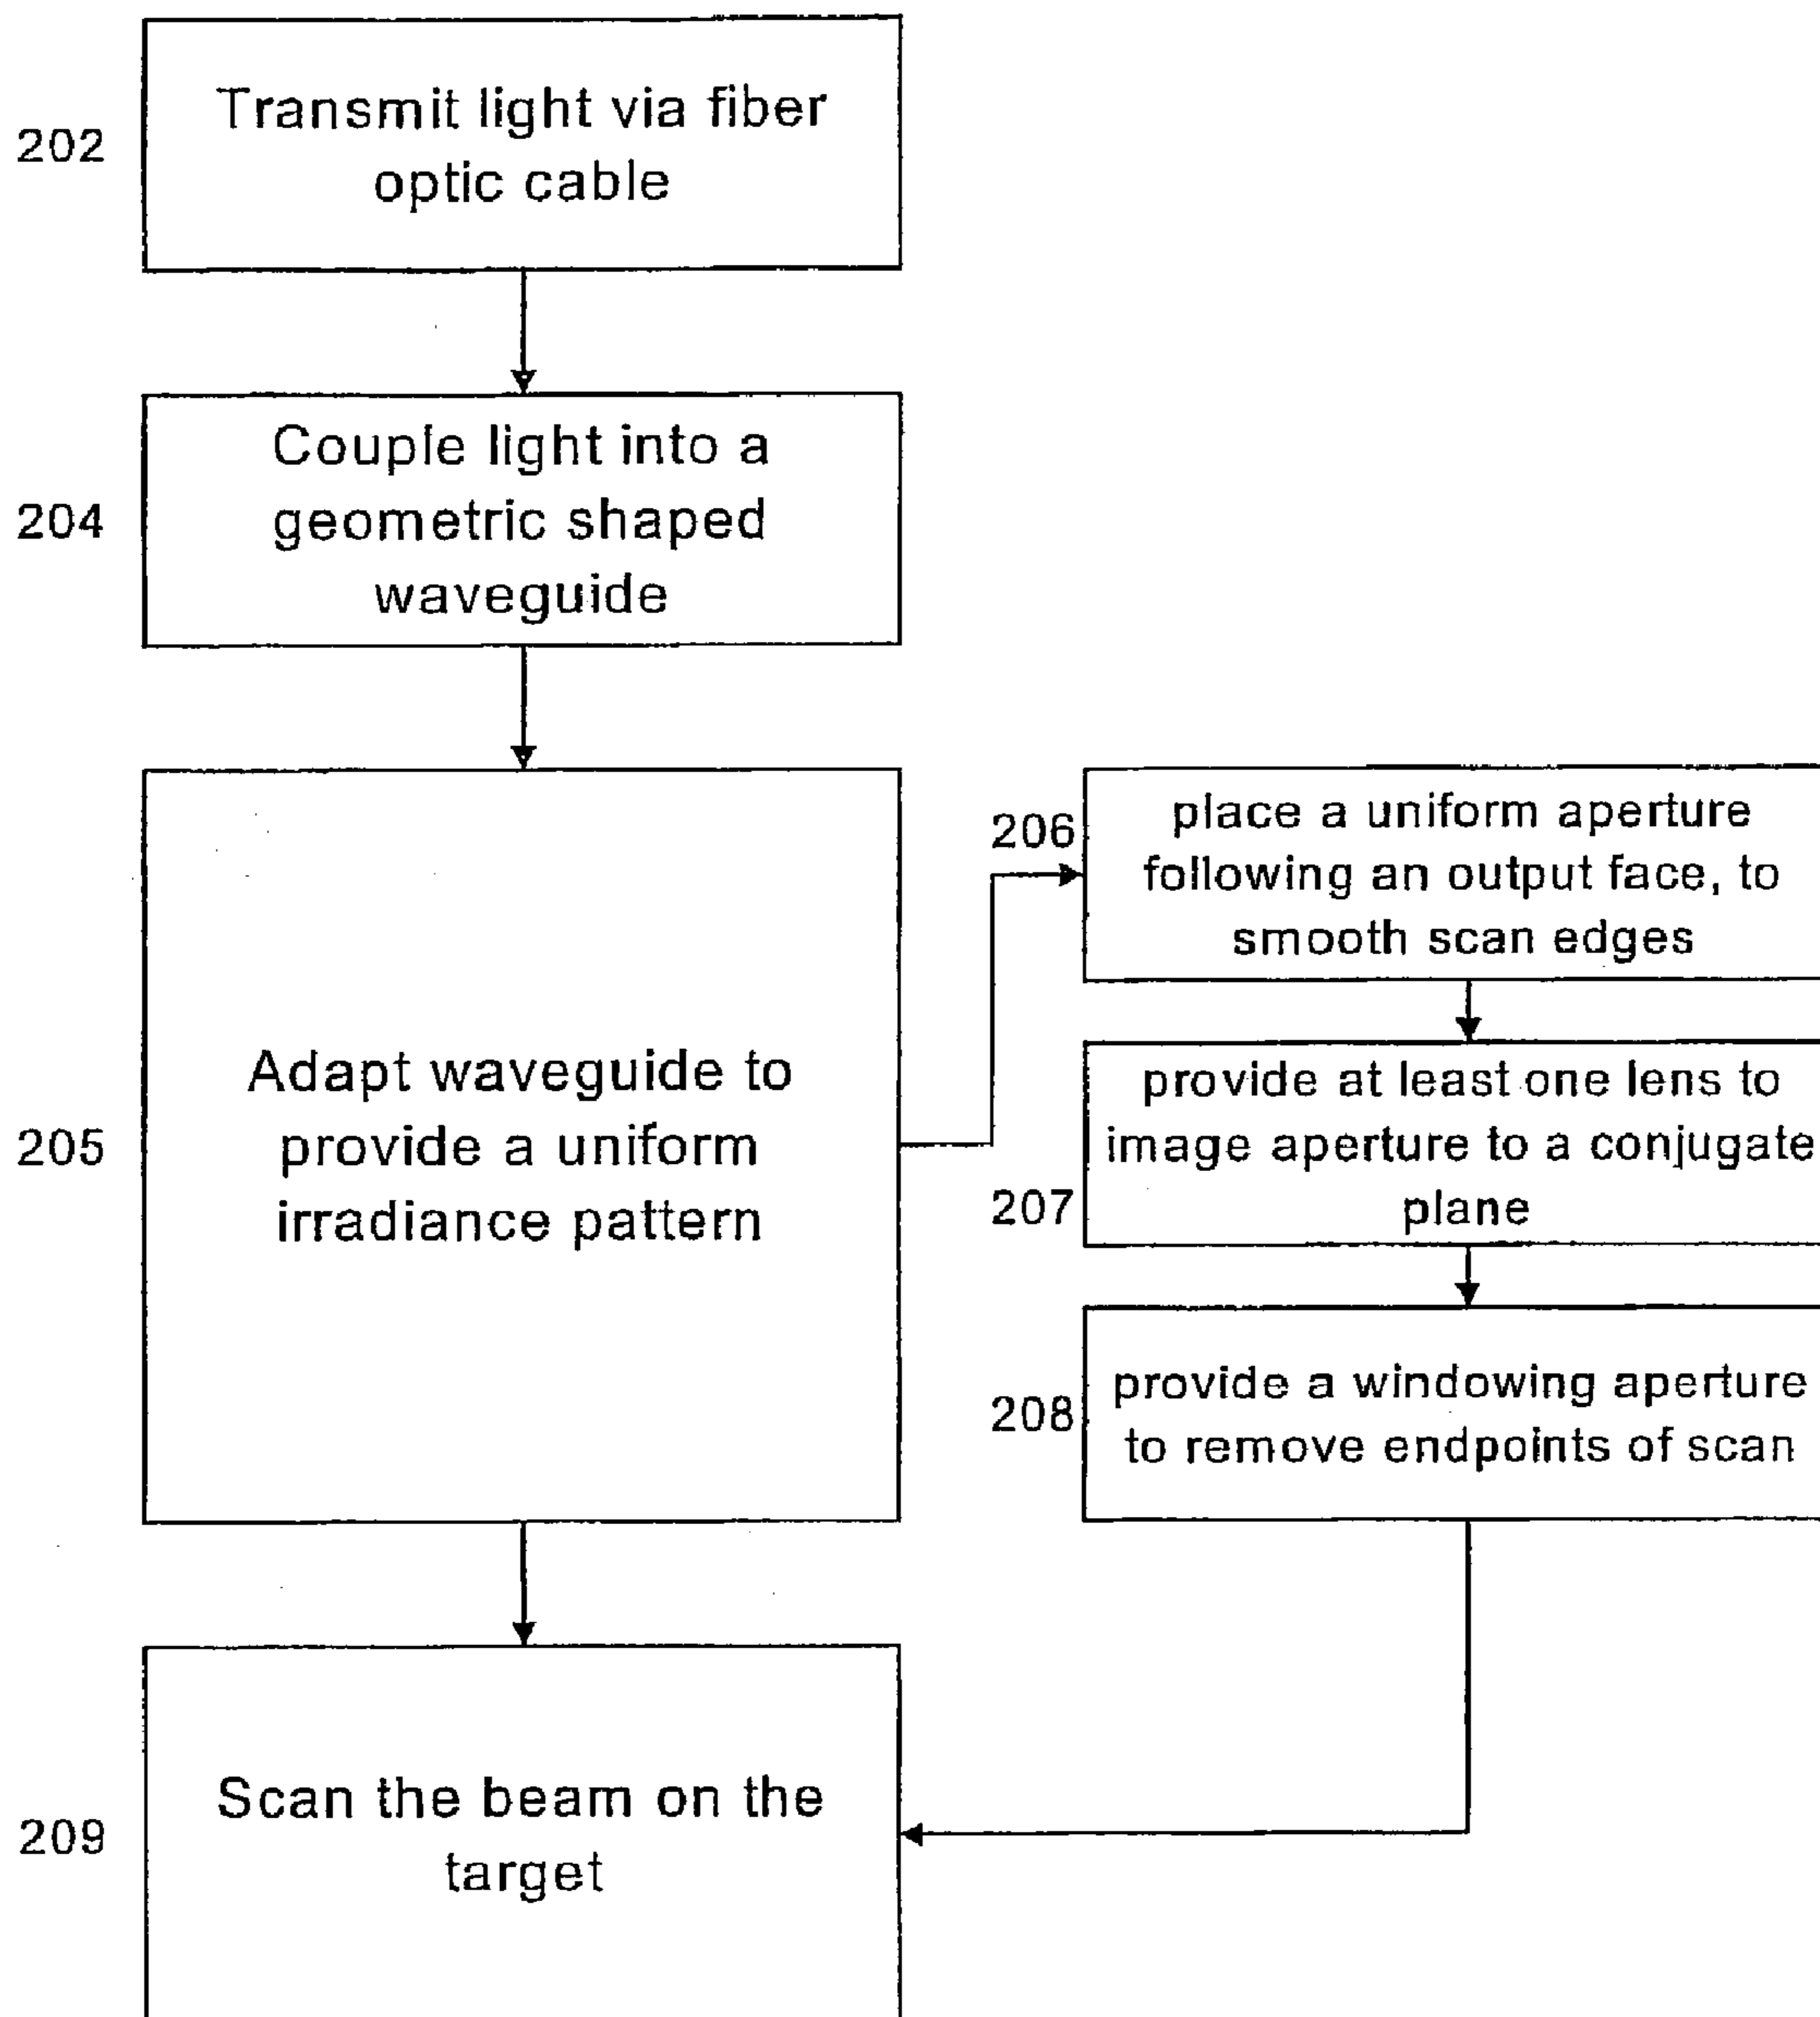 202
Transmit light via fiber
optic cable
204
Couple light into a
geometric shaped
waveguide
205
Adapt waveguide to
provide a uniform
irradiance pattern
206
place a uniform aperture
following an output face, to
smooth scan edges
207
provide at least one lens to
image aperture to a conjugate
plane
208
provide a windowing aperture
to remove endpoints of scan
209
Scan the beam on the
target